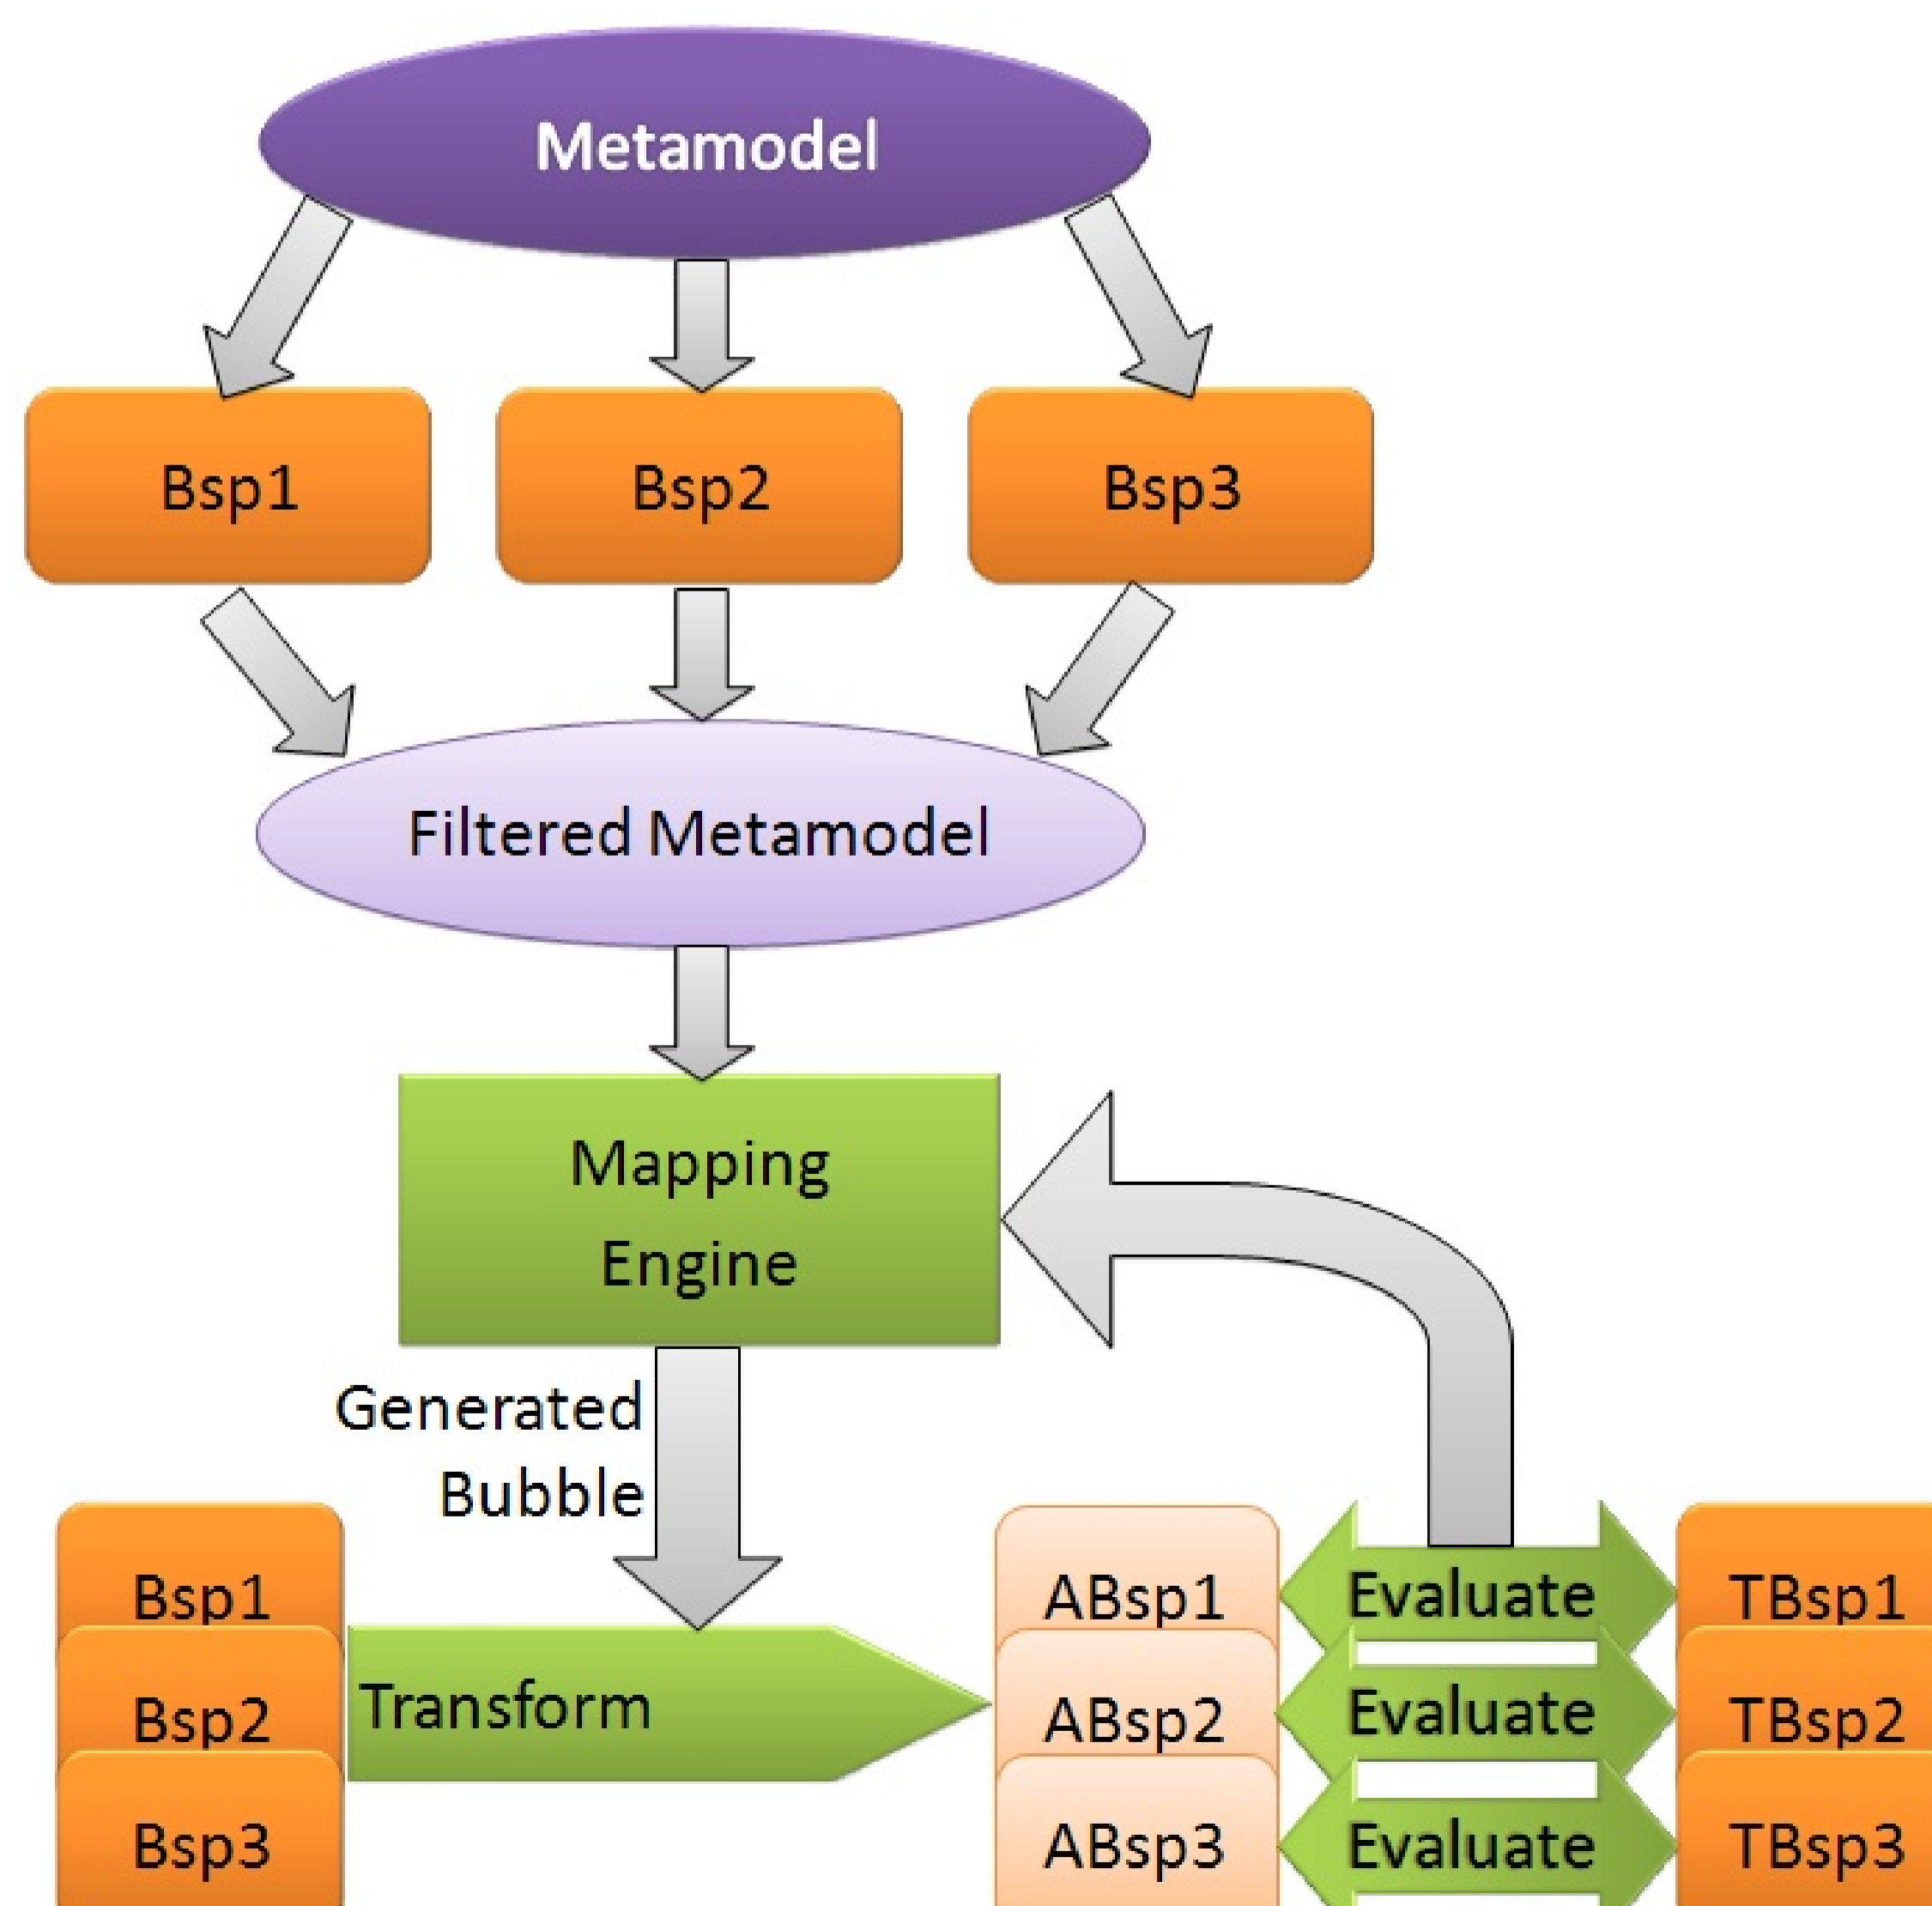 Metamodel
Bsp1 Bsp2 Bsp3
Filtered Metamodel
Mapping
Engine
Generated
Bubble
Bsp1 ABsp1 Evaluate TBsp1
Bsp2 Transform ABsp2 Evaluate TBsp2
Bsp3 ABsp3 Evaluate TBsp3